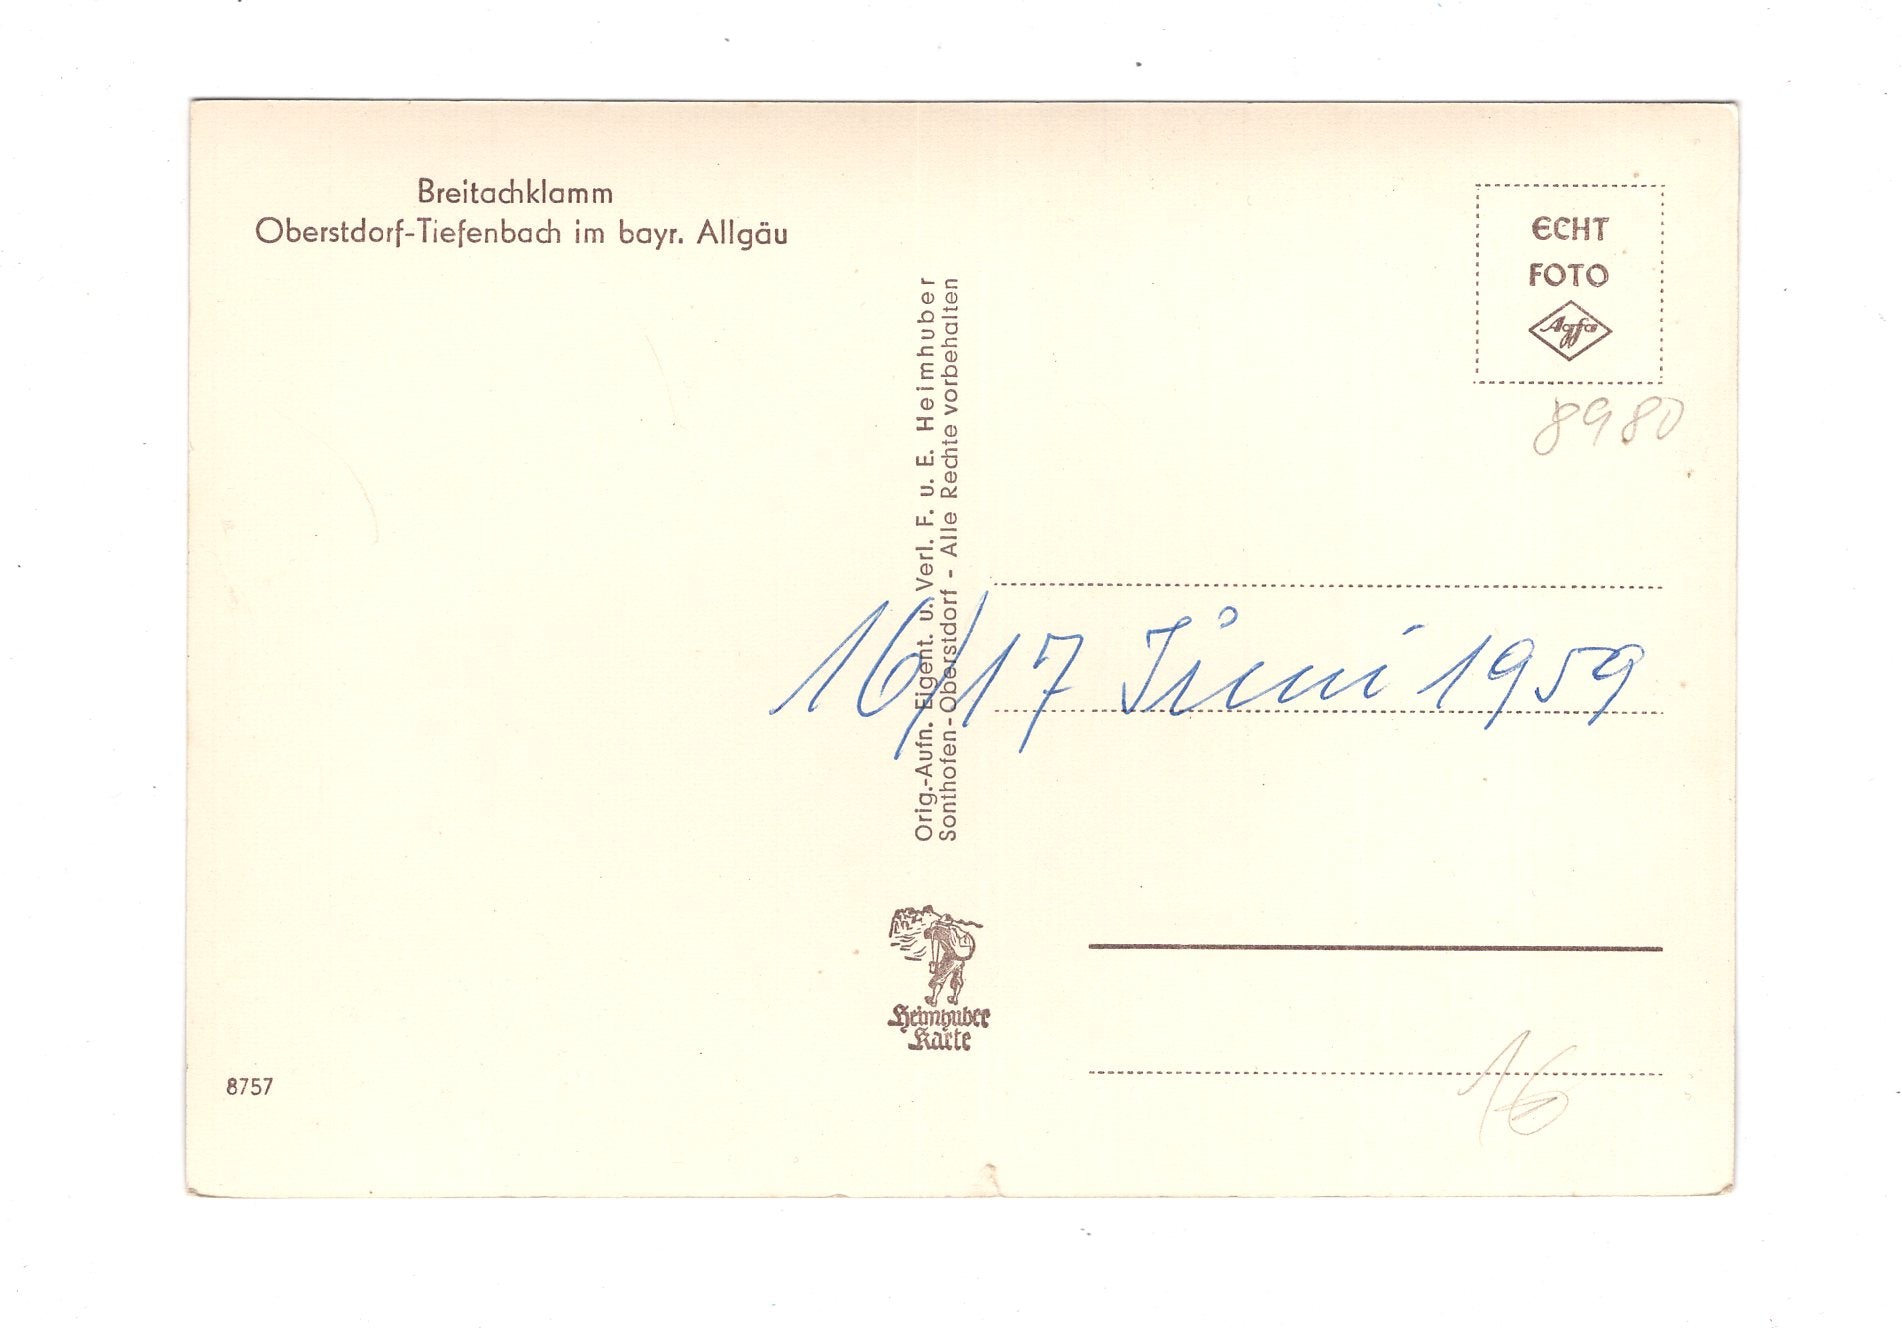 Breitachklamm
Oberstdorf-Tiefenbach im bayr. Allgäu
ECHT
FOTO
Agfa
8980
Orig.-Aufn. Eigent. u. Verl. F. u. E. Heimhuber
Sonthofen-Oberstdorf - Alle Rechte vorbehalten
16/17 Juni 1959
Heimhuber
Karte
8757
16